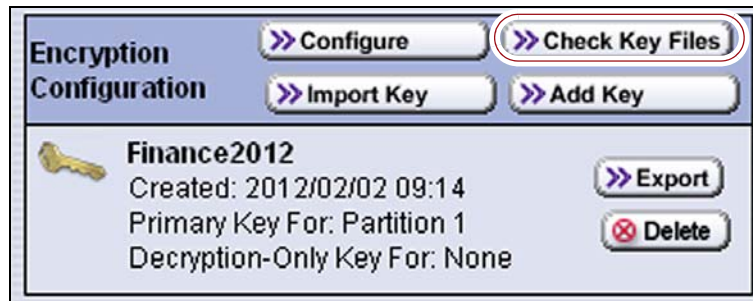 Encryption Configuration
>> Configure
>> Check Key Files
>> Import Key
>> Add Key
Finance2012
Created: 2012/02/02 09:14
Primary Key For: Partition 1
Decryption-Only Key For: None
>> Export
Delete